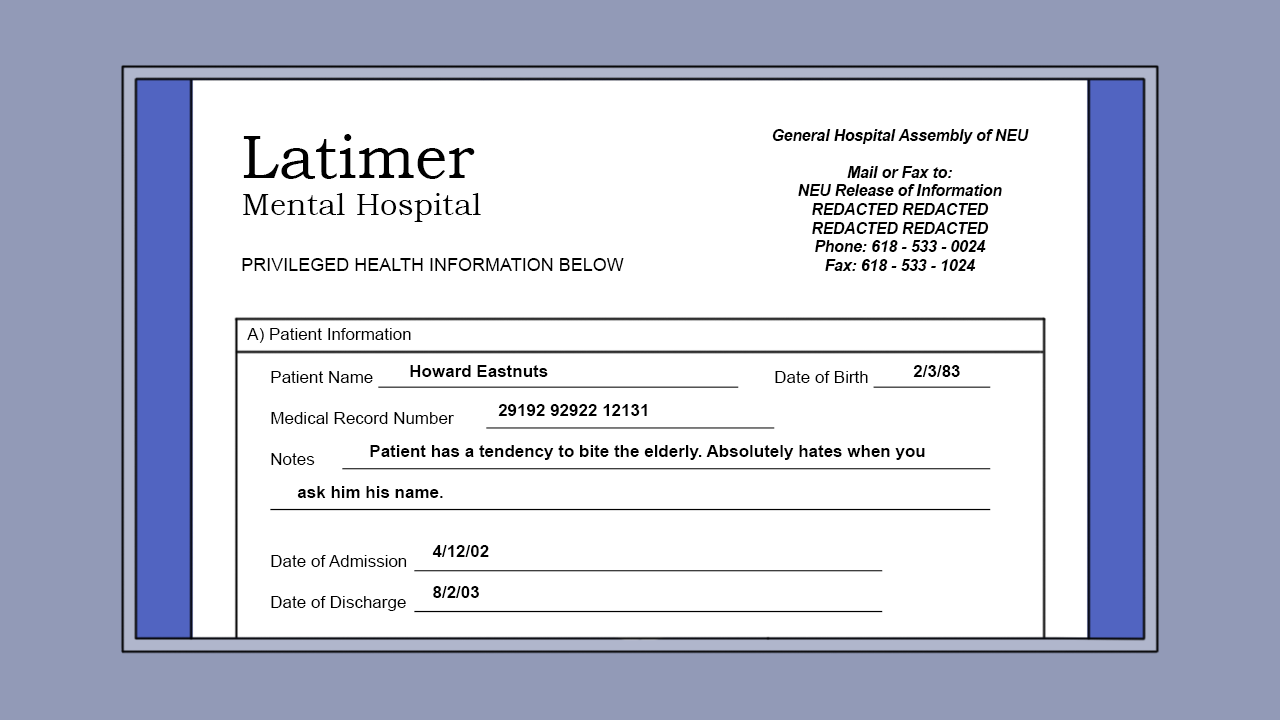 Latimer
Mental Hospital
PRIVILEGED HEALTH INFORMATION BELOW
General Hospital Assembly of NEU
Mail or Fax to:
NEU Release of Information
REDACTED REDACTED
REDACTED REDACTED
Phone: 618 - 533 - 0024
Fax: 618 - 533 - 1024
A) Patient Information
Patient Name Howard Eastnuts Date of Birth 2/3/83
Medical Record Number 29192 92922 12131
Notes Patient has a tendency to bite the elderly. Absolutely hates when you
ask him his name.
Date of Admission 4/12/02
Date of Discharge 8/2/03